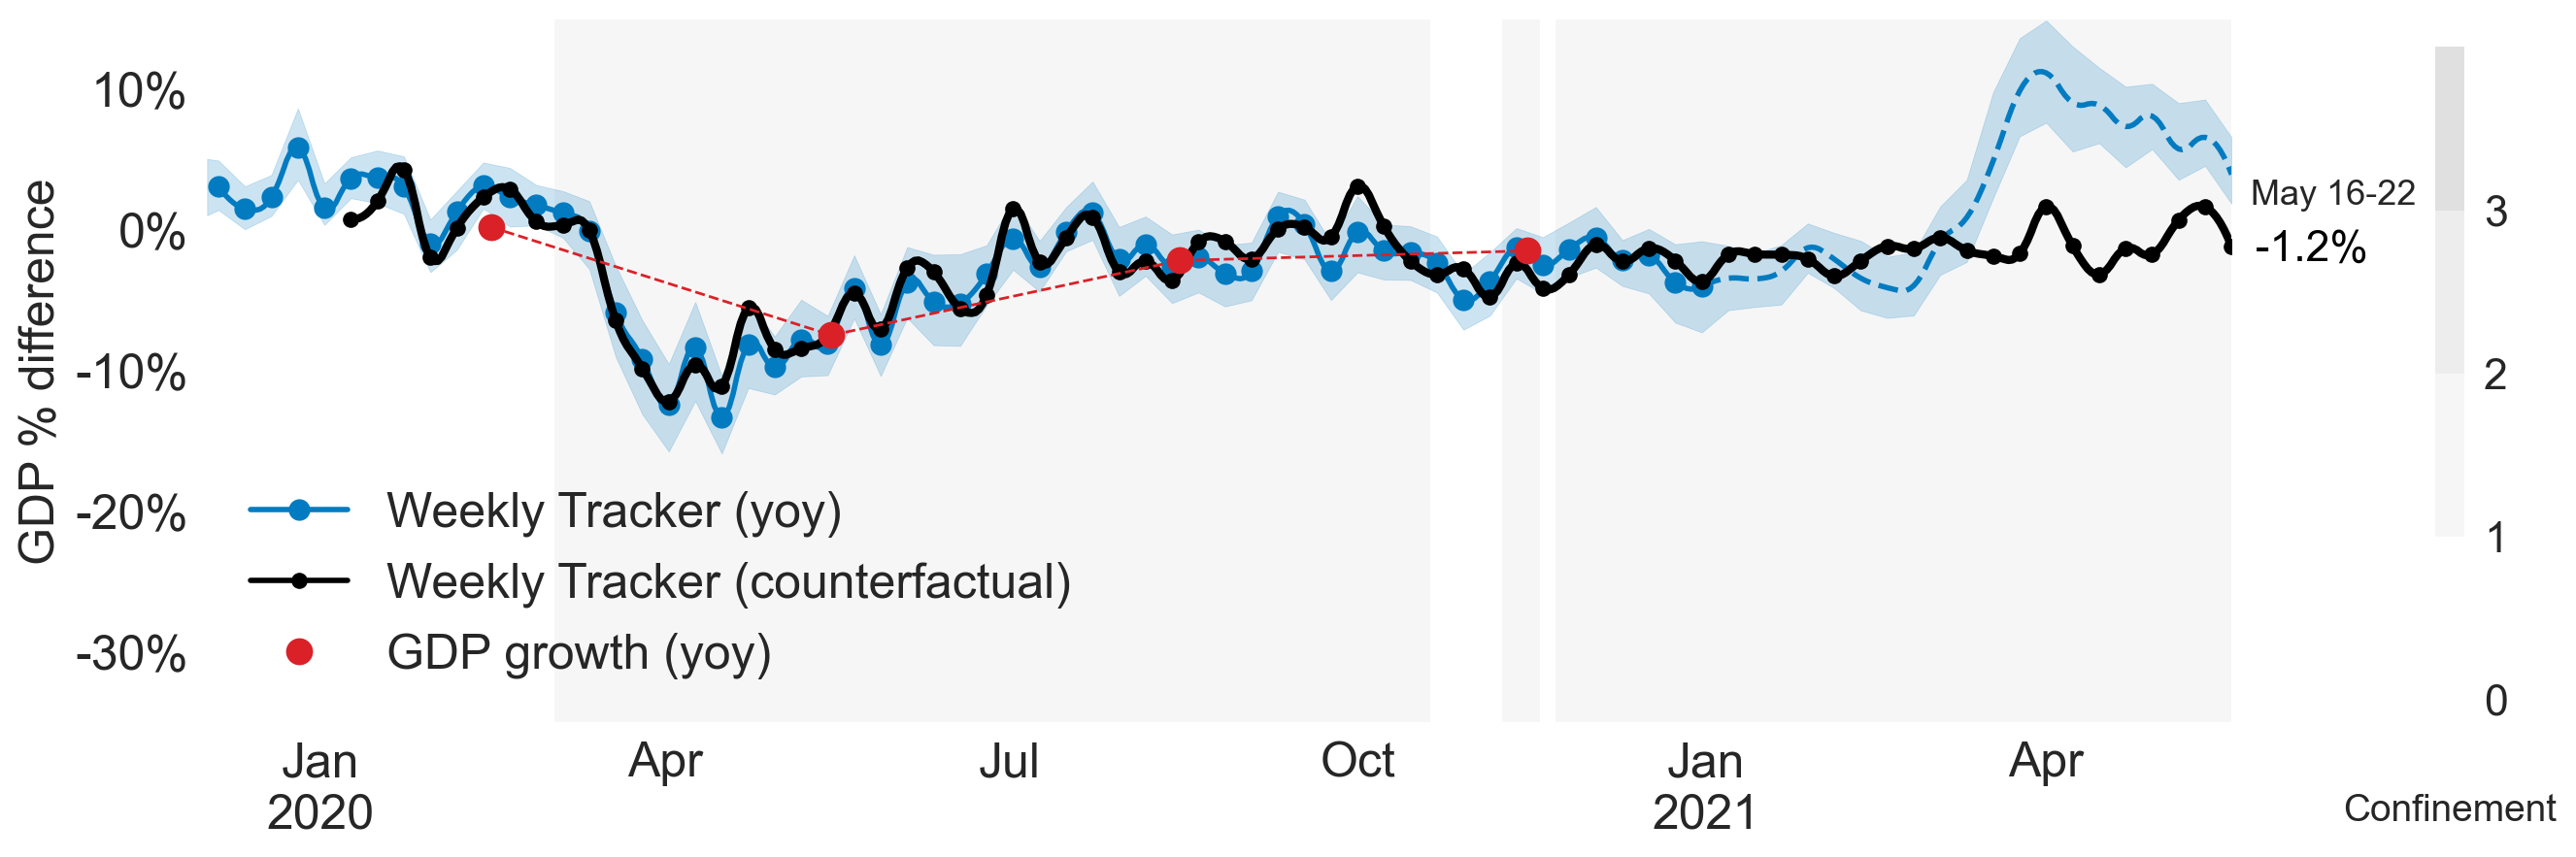 GDP % difference
10%
0%
-10%
-20%
-30%
Weekly Tracker (yoy)
Weekly Tracker (counterfactual)
GDP growth (yoy)
Jan
2020
Apr
Jul
Oct
Jan
2021
Apr
May 16-22
-1.2%
3
2
1
0
Confinement